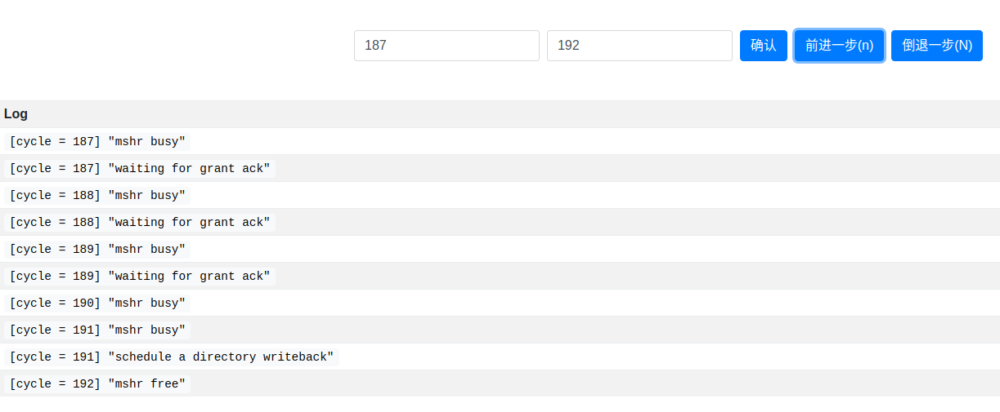 187 192 确认 前进一步(n) 倒退一步(N)
Log
[cycle = 187] "mshr busy"
[cycle = 187] "waiting for grant ack"
[cycle = 188] "mshr busy"
[cycle = 188] "waiting for grant ack"
[cycle = 189] "mshr busy"
[cycle = 189] "waiting for grant ack"
[cycle = 190] "mshr busy"
[cycle = 191] "mshr busy"
[cycle = 191] "schedule a directory writeback"
[cycle = 192] "mshr free"